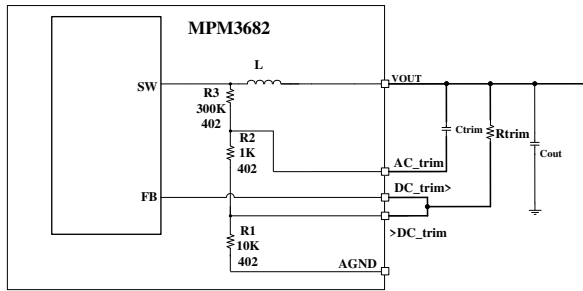 MPM3682
L
SW
VOUT
R3
300K
402
Ctrim
Rtrim
R2
1K
402
Cout
AC_trim
DC_trim>
FB
>DC_trim
R1
10K
402
AGND